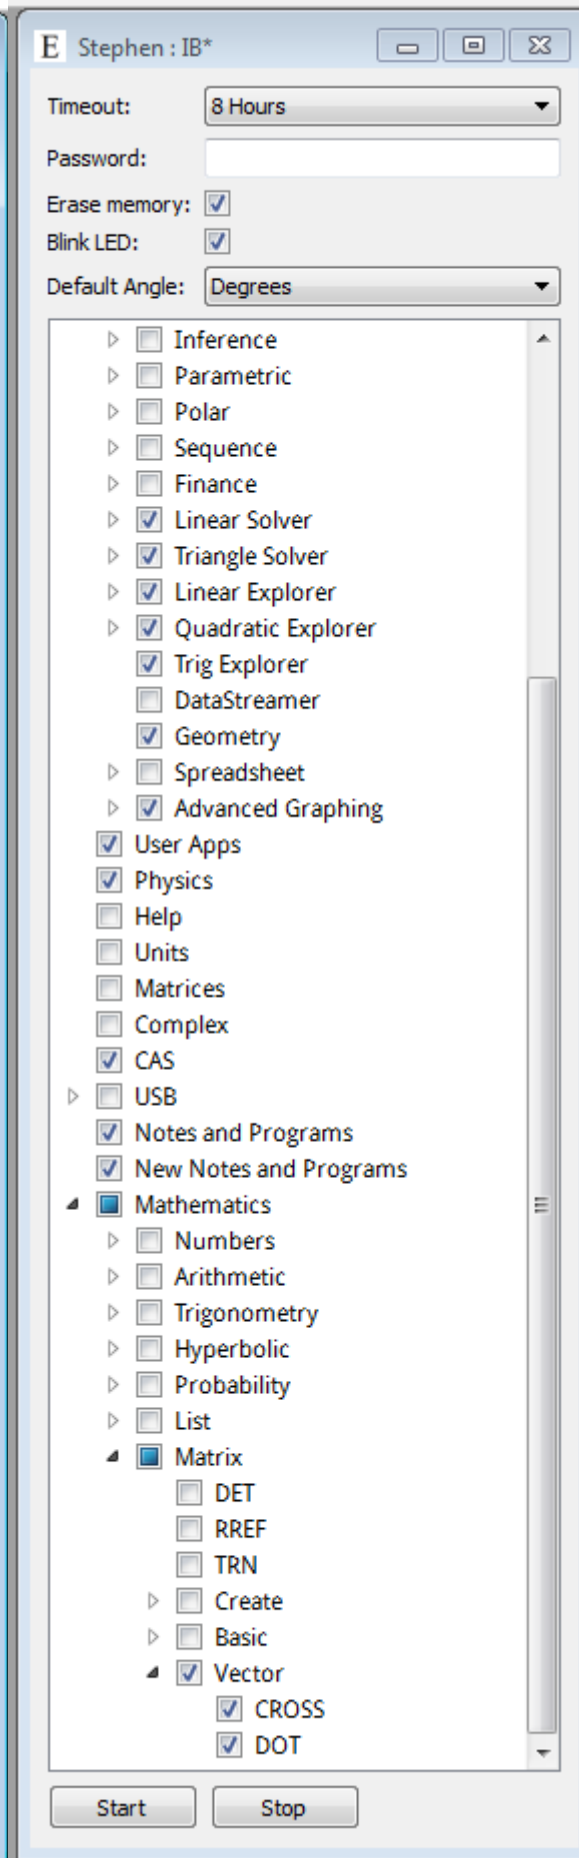 E Stephen : IB*
Timeout: 8 Hours
Password:
Erase memory:
Blink LED:
Default Angle: Degrees
Inference
Parametric
Polar
Sequence
Finance
Linear Solver
Triangle Solver
Linear Explorer
Quadratic Explorer
Trig Explorer
DataStreamer
Geometry
Spreadsheet
Advanced Graphing
User Apps
Physics
Help
Units
Matrices
Complex
CAS
USB
Notes and Programs
New Notes and Programs
Mathematics
Numbers
Arithmetic
Trigonometry
Hyperbolic
Probability
List
Matrix
DET
RREF
TRN
Create
Basic
Vector
CROSS
DOT
Start Stop